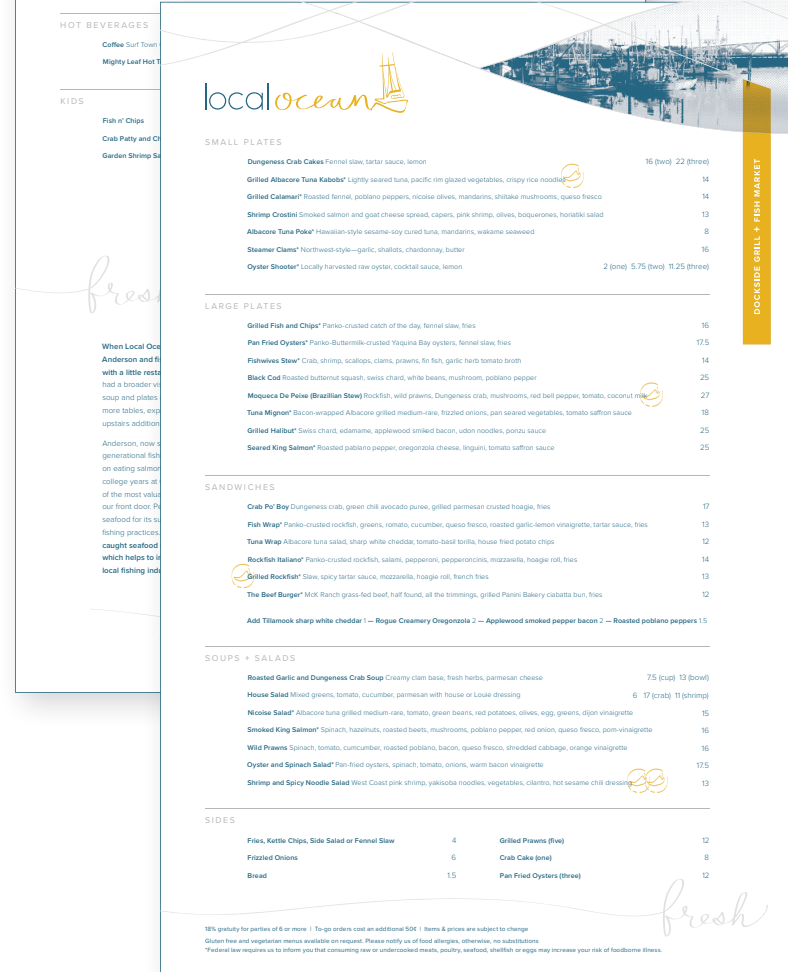 HOT BEVERAGES
Coffee Surf Town
Mighty Leaf Hot T
KIDS
Fish n' Chips
Crab Patty and Ch
Garden Shrimp Sa
fresh
When Local Oce
Anderson and fi
with a little resta
had a broader vis
soup and plates
more tables, exp
upstairs addition
Anderson, now s
generational fish
on eating salmon
college years at
of the most valua
our front door. Pe
seafood for its su
fishing practices.
caught seafood
which helps to in
local fishing indu
local ocean
DOCKSIDE GRILL + FISH MARKET
SMALL PLATES
Dungeness Crab Cakes Fennel slaw, tartar sauce, lemon 16 (two) 22 (three)
Grilled Albacore Tuna Kabobs* Lightly seared tuna, pacific rim glazed vegetables, crispy rice noodles 14
Grilled Calamari* Roasted fennel, poblano peppers, nicoise olives, mandarins, shiitake mushrooms, queso fresco 14
Shrimp Crostini Smoked salmon and goat cheese spread, capers, pink shrimp, olives, boquerones, horiatiki salad 13
Albacore Tuna Poke* Hawaiian-style sesame-soy cured tuna, mandarins, wakame seaweed 8
Steamer Clams* Northwest-style—garlic, shallots, chardonnay, butter 16
Oyster Shooter* Locally harvested raw oyster, cocktail sauce, lemon 2 (one) 5.75 (two) 11.25 (three)
LARGE PLATES
Grilled Fish and Chips* Panko-crusted catch of the day, fennel slaw, fries 16
Pan Fried Oysters* Panko-Buttermilk-crusted Yaquina Bay oysters, fennel slaw, fries 17.5
Fishwives Stew* Crab, shrimp, scallops, clams, prawns, fin fish, garlic herb tomato broth 14
Black Cod Roasted butternut squash, swiss chard, white beans, mushroom, poblano pepper 25
Moqueca De Peixe (Brazilian Stew) Rockfish, wild prawns, Dungeness crab, mushrooms, red bell pepper, tomato, coconut milk 27
Tuna Mignon* Bacon-wrapped Albacore grilled medium-rare, frizzled onions, pan seared vegetables, tomato saffron sauce 18
Grilled Halibut* Swiss chard, edamame, applewood smiked bacon, udon noodles, ponzu sauce 25
Seared King Salmon* Roasted pablano pepper, oregonzola cheese, linguini, tomato saffron sauce 25
SANDWICHES
Crab Po' Boy Dungeness crab, green chili avocado puree, grilled parmesan crusted hoagie, fries 17
Fish Wrap* Panko-crusted rockfish, greens, romato, cucumber, queso fresco, roasted garlic-lemon vinaigrette, tartar sauce, fries 13
Tuna Wrap Albacore tuna salad, sharp white cheddar, tomato-basil torilla, house fried potato chips 12
Rockfish Italiano* Panko-crusted rockfish, salami, pepperoni, pepperoncinis, mozzarella, hoagie roll, fries 14
Grilled Rockfish* Slaw, spicy tartar sauce, mozzarella, hoagie roll, french fries 13
The Beef Burger* McK Ranch grass-fed beef, half found, all the trimmings, grilled Panini Bakery ciabatta bun, fries 12
Add Tillamook sharp white cheddar 1 — Rogue Creamery Oregonzola 2 — Applewood smoked pepper bacon 2 — Roasted poblano peppers 1.5
SOUPS + SALADS
Roasted Garlic and Dungeness Crab Soup Creamy clam base, fresh herbs, parmesan cheese 7.5 (cup) 13 (bowl)
House Salad Mixed greens, tomato, cucumber, parmesan with house or Louie dressing 6 17 (crab) 11 (shrimp)
Nicoise Salad* Albacore tuna grilled medium-rare, tomato, green beans, red potatoes, olives, egg, greens, dijon vinaigrette 15
Smoked King Salmon* Spinach, hazelnuts, roasted beets, mushrooms, poblano pepper, red onion, queso fresco, pom-vinaigrette 16
Wild Prawns Spinach, tomato, cumcumber, roasted poblano, bacon, queso fresco, shredded cabbage, orange vinaigrette 16
Oyster and Spinach Salad* Pan-fried oysters, spinach, tomato, onions, warm bacon vinaigrette 17.5
Shrimp and Spicy Noodle Salad West Coast pink shrimp, yakisoba noodles, vegetables, cilantro, hot sesame chili dressing 13
SIDES
Fries, Kettle Chips, Side Salad or Fennel Slaw 4 Grilled Prawns (five) 12
Frizzled Onions 6 Crab Cake (one) 8
Bread 1.5 Pan Fried Oysters (three) 12
fresh
18% gratuity for parties of 6 or more | To-go orders cost an additional 50¢ | Items & prices are subject to change
Gluten free and vegetarian menus available on request. Please notify us of food allergies, otherwise, no substitutions
*Federal law requires us to inform you that consuming raw or undercooked meats, poultry, seafood, shellfish or eggs may increase your risk of foodborne illness.